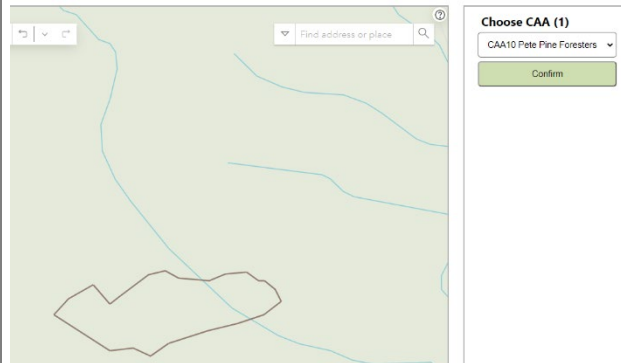 Find address or place
Choose CAA (1)
CAA10 Pete Pine Foresters
Confirm